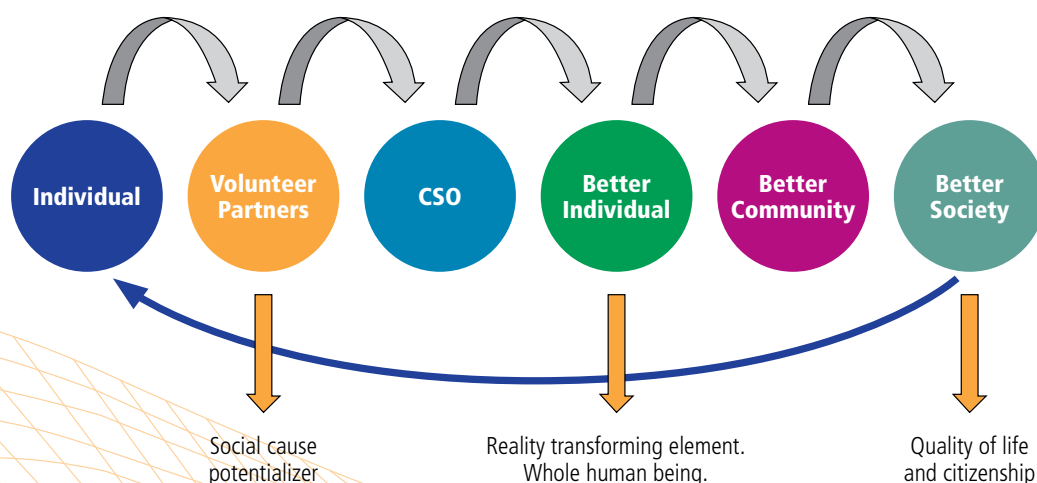 Individual
Volunteer
Partners
CSO
Better
Individual
Better
Community
Better
Society
Social cause
potentializer
Reality transforming element.
Whole human being.
Quality of life
and citizenship